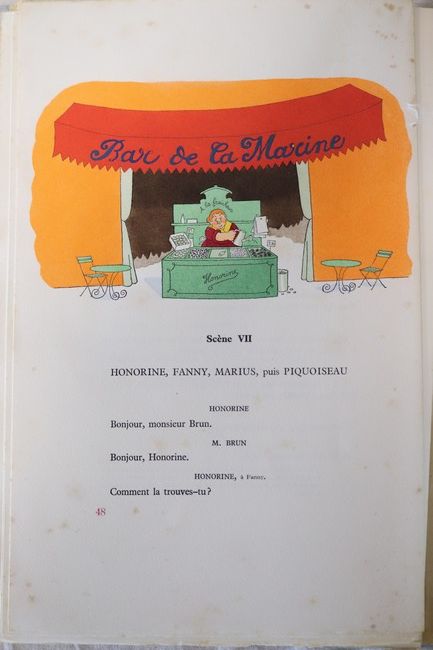 Bar de la Marine
A la fraîcheur
Honorine
Scène VII
HONORINE, FANNY, MARIUS, puis PIQUOISEAU
HONORINE
Bonjour, monsieur Brun.
M. BRUN
Bonjour, Honorine.
HONORINE, à Fanny.
Comment la trouves-tu?
48